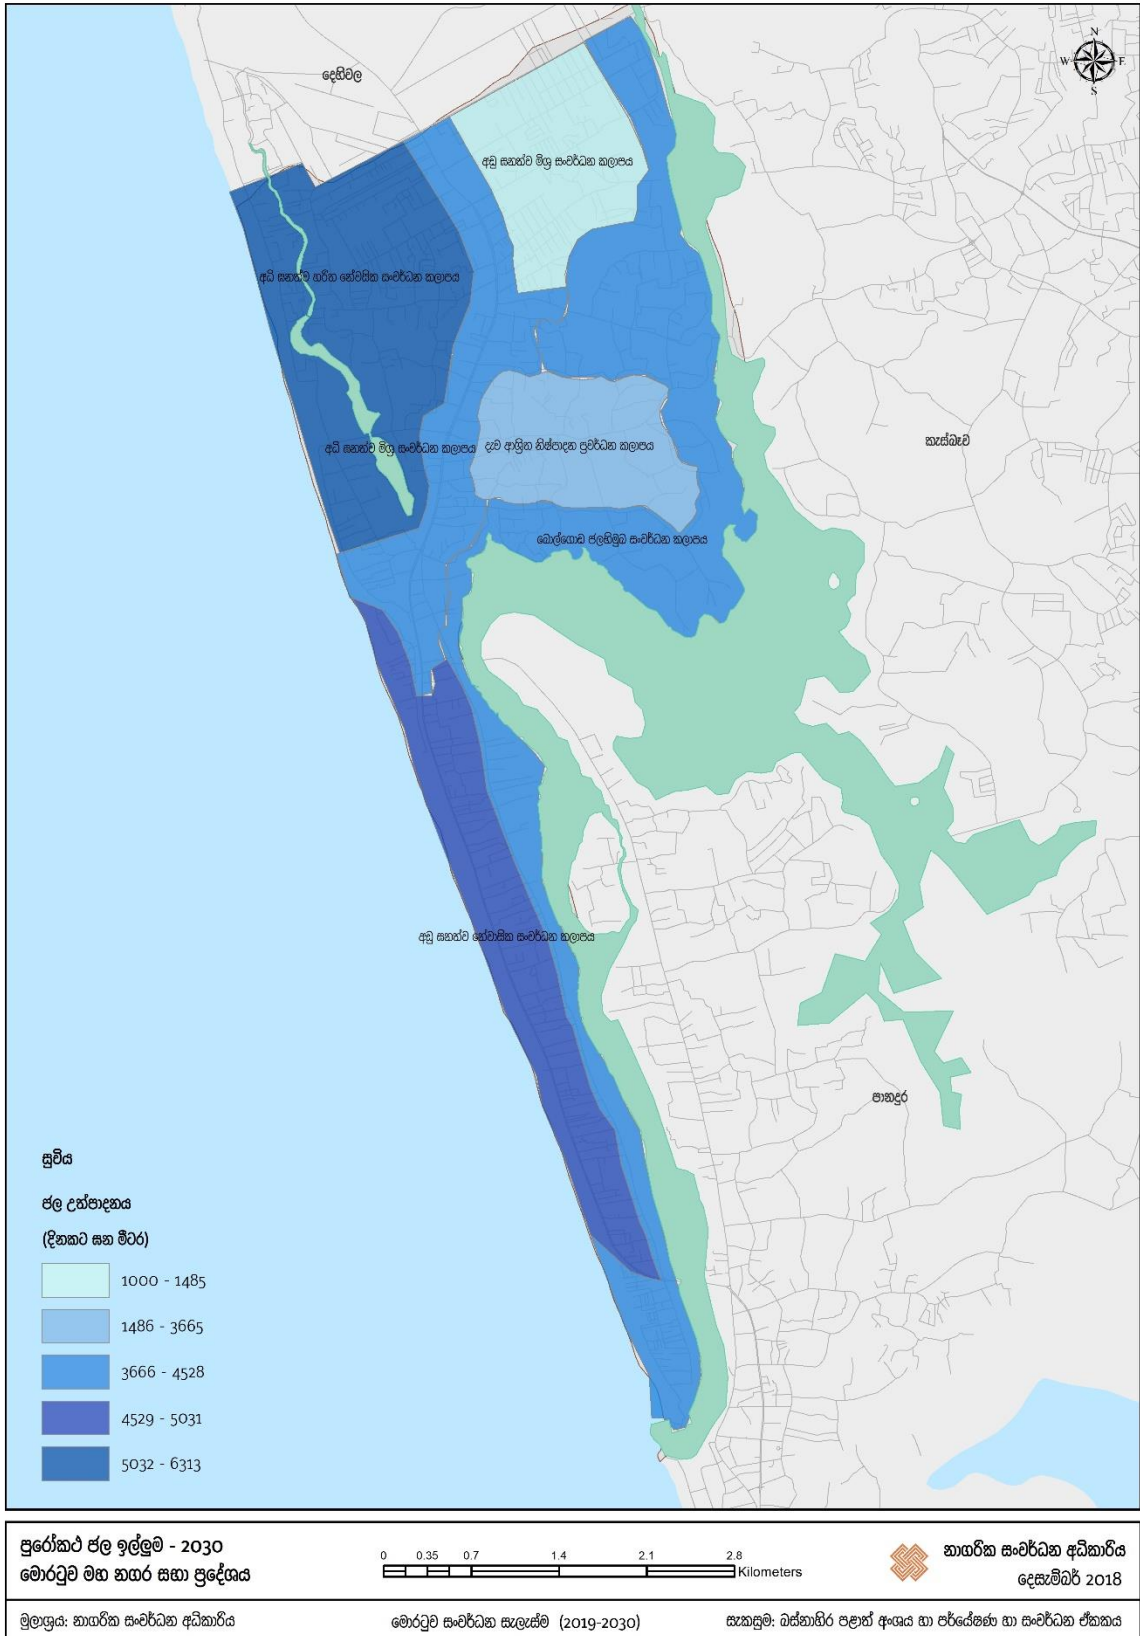 N
W E
S
දෙහිවල
අඩු ඝනත්ව මිශ්‍ර සංවර්ධන කලාපය
අධි ඝනත්ම හරිත නේවසික සංවර්ධන කලාපය
අධි ඝනත්ව මිශ්‍ර සංවර්ධන කලාපය
දැව ආශ්‍රිත නිෂ්පාදන ප්‍රවර්ධන කලාපය
කැස්බෑව
බොල්ගොඩ ජලභිමුඛ සංවර්ධන කලාපය
අඩු ඝනත්ව නේවාසික සංවර්ධන කලාපය
පානදුර
සුචිය
ජල උත්පාදනය
(දිනකට ඝන මීටර)
1000 - 1485
1486 - 3665
3666 - 4528
4529 - 5031
5032 - 6313
පුරෝකථ ජල ඉල්ලුම - 2030
මොරටුව මහ නගර සභා ප්‍රදේශය
0 0.35 0.7 1.4 2.1 2.8
Kilometers
නාගරික සංවර්ධන අධිකාරිය
දෙසැම්බර් 2018
මුලාශ්‍රය: නාගරික සංවර්ධන අධිකාරිය
මොරටුව සංවර්ධන සැලැස්ම (2019-2030)
සැකසුම: බස්නාහිර පළාත් අංශය හා පර්යේෂණ හා සංවර්ධන ඒකකය